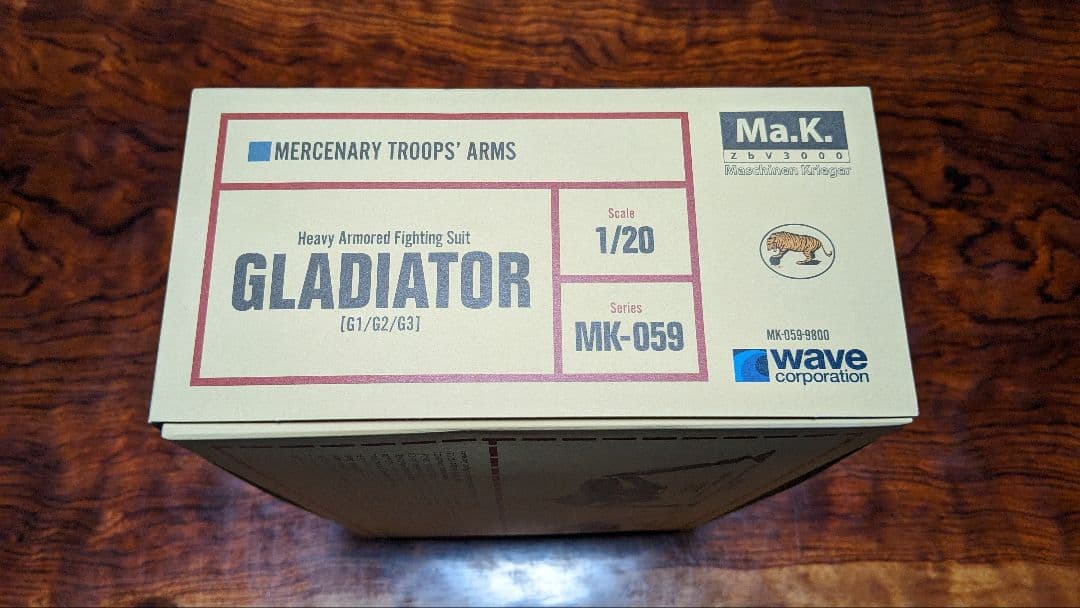 MERCENARY TROOPS' ARMS
Heavy Armored Fighting Suit
GLADIATOR
[G1/G2/G3]
Scale
1/20
Series
MK-059
Ma.K.
ZbV3000
Maschinen Krieger
MK-059-9800
wave
corporation